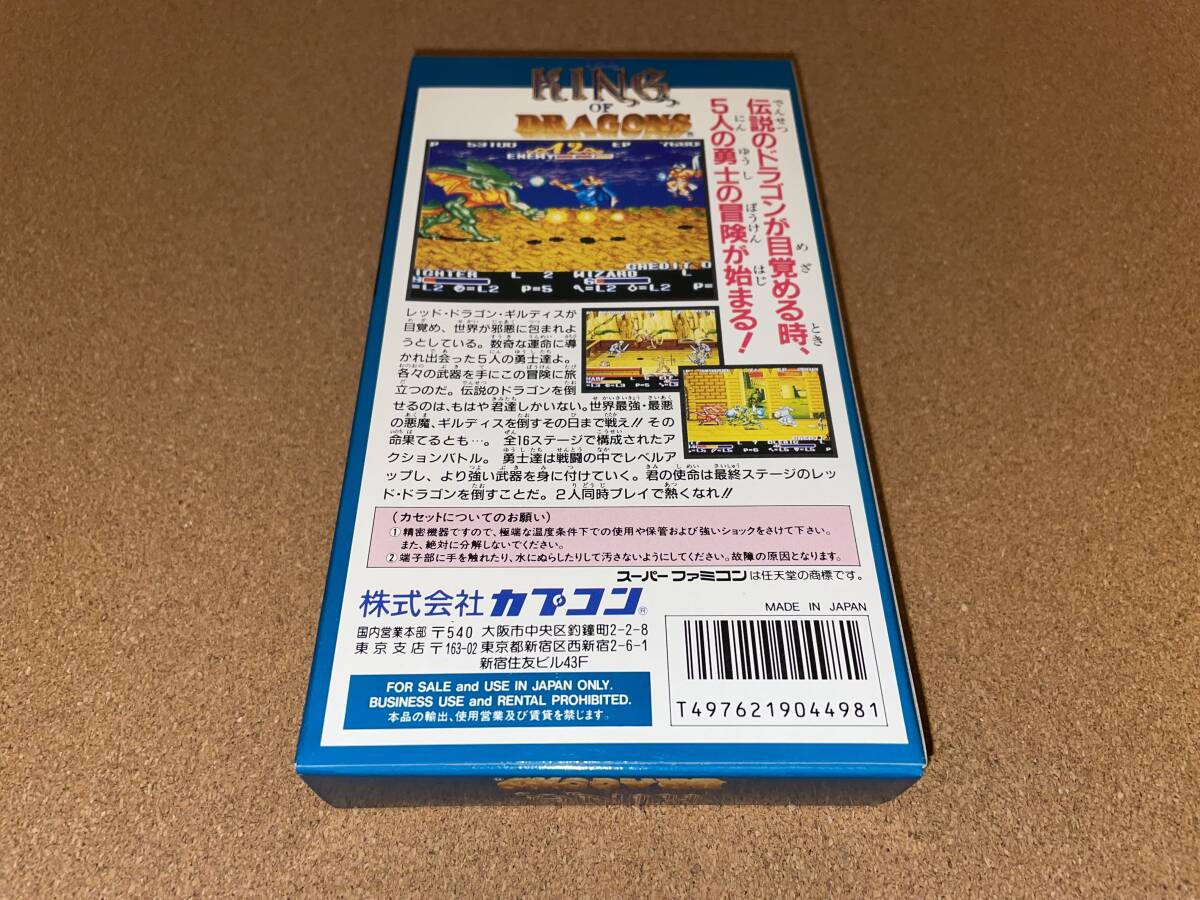 KING
OF
DRAGONS
伝説のドラゴンが目覚める時、
5人の勇士の冒険が始まる!
P 53100 12 EP 7680
ENEMY
CREDIT 0
IGHTER L 2 WIZARD L
=L2 =L2 P=5 =L2 =L2 P=
レッド・ドラゴン・ギルディスが
目覚め、世界が邪悪に包まれよ
うとしている。数奇な運命に導
かれ出会った5人の勇士達よ。
各々の武器を手にこの冒険に旅
立つのだ。伝説のドラゴンを倒
せるのは、もはや君達しかいない。世界最強・最悪
の悪魔、ギルディスを倒すその日まで戦え!! その
命果てるとも…。全16ステージで構成されたア
クションバトル。勇士達は戦闘の中でレベルア
ップし、より強い武器を身に付けていく。君の使命は最終ステージのレッ
ド・ドラゴンを倒すことだ。2人同時プレイで熱くなれ!!
(カセットについてのお願い)
①精密機器ですので、極端な温度条件下での使用や保管および強いショックをさけて下さい。
また、絶対に分解しないでください。
②端子部に手を触れたり、水にぬらしたりして汚さないようにしてください。故障の原因となります。
スーパーファミコンは任天堂の商標です。
株式会社カプコン®
MADE IN JAPAN
国内営業本部 〒540 大阪市中央区釣鐘町2-2-8
東京支店 〒163-02 東京都新宿区西新宿2-6-1
新宿住友ビル43F
FOR SALE and USE IN JAPAN ONLY.
BUSINESS USE and RENTAL PROHIBITED.
本品の輸出、使用営業及び賃貸を禁じます。
T4976219044981